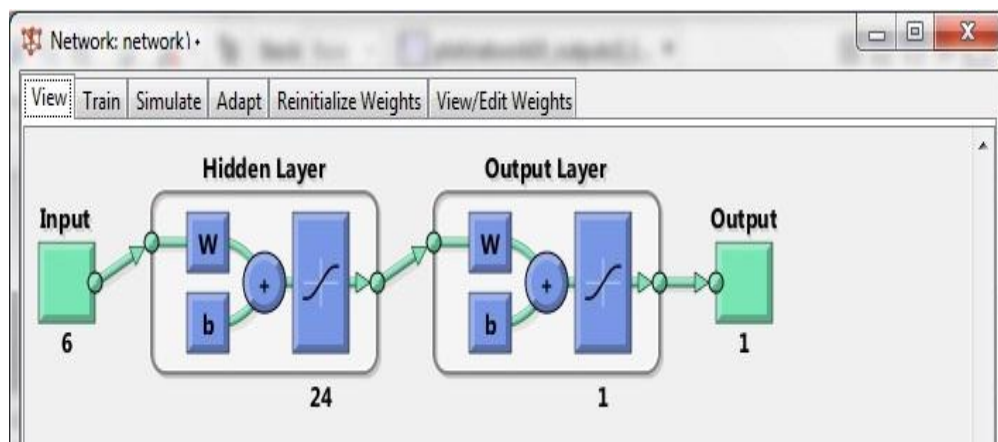 Network: network1
View Train Simulate Adapt Reinitialize Weights View/Edit Weights
Hidden Layer Output Layer
Input Output
W W
+ +
b b
6 1
24 1